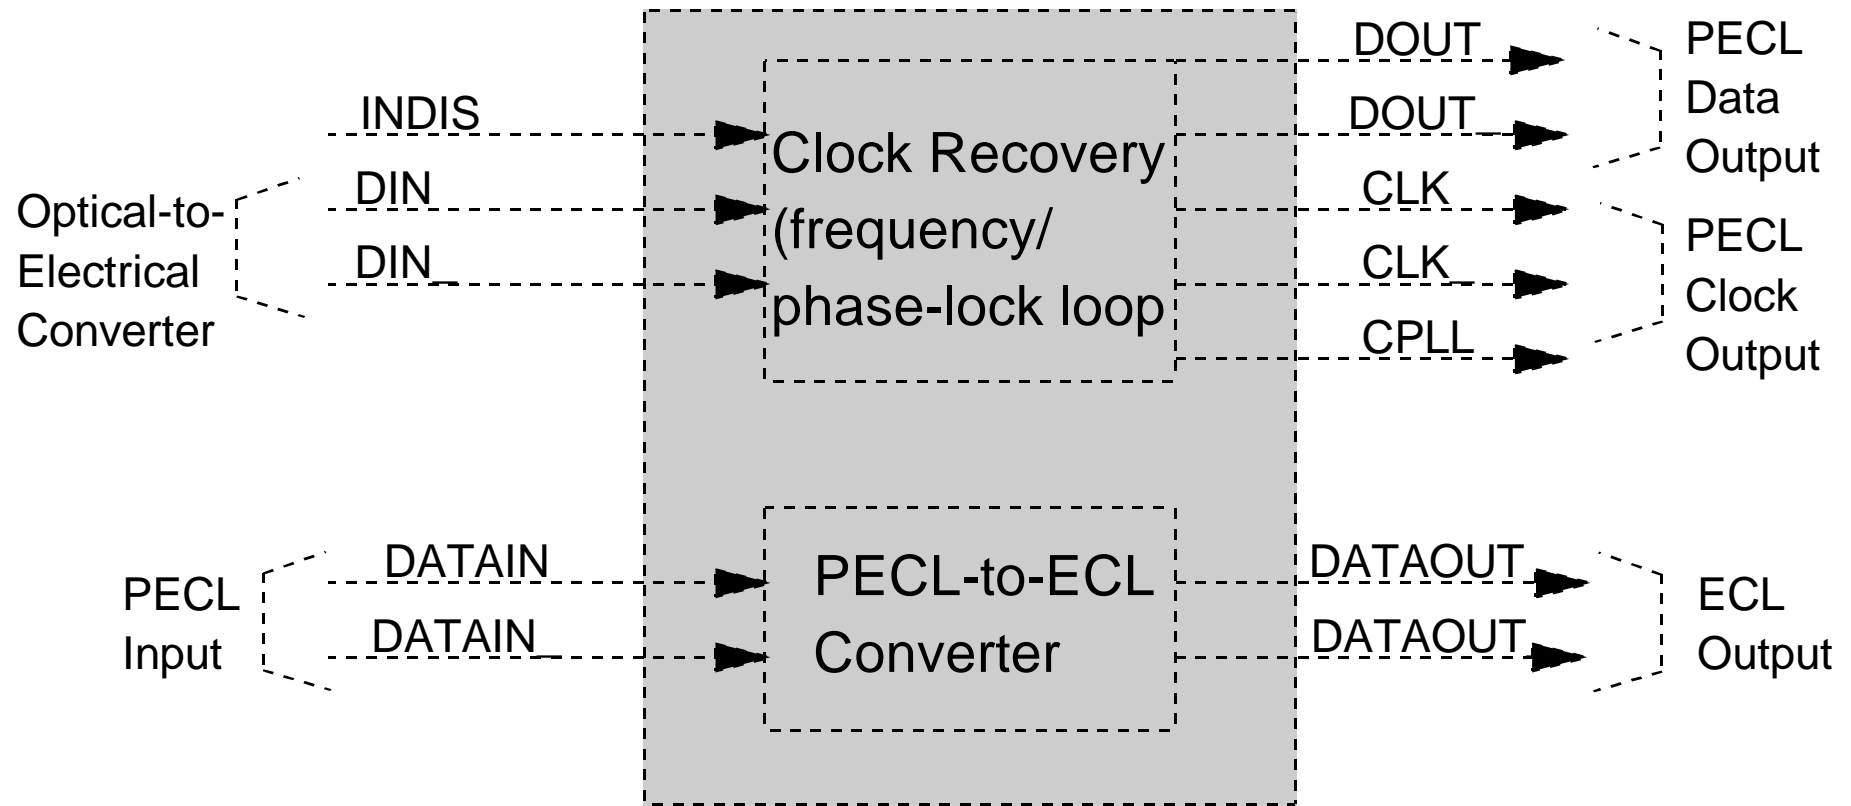 Optical-to-
Electrical
Converter
INDIS
DIN
DIN_
Clock Recovery
(frequency/
phase-lock loop
DOUT
DOUT_
CLK
CLK_
CPLL
PECL
Data
Output
PECL
Clock
Output
PECL
Input
DATAIN
DATAIN_
PECL-to-ECL
Converter
DATAOUT
DATAOUT_
ECL
Output